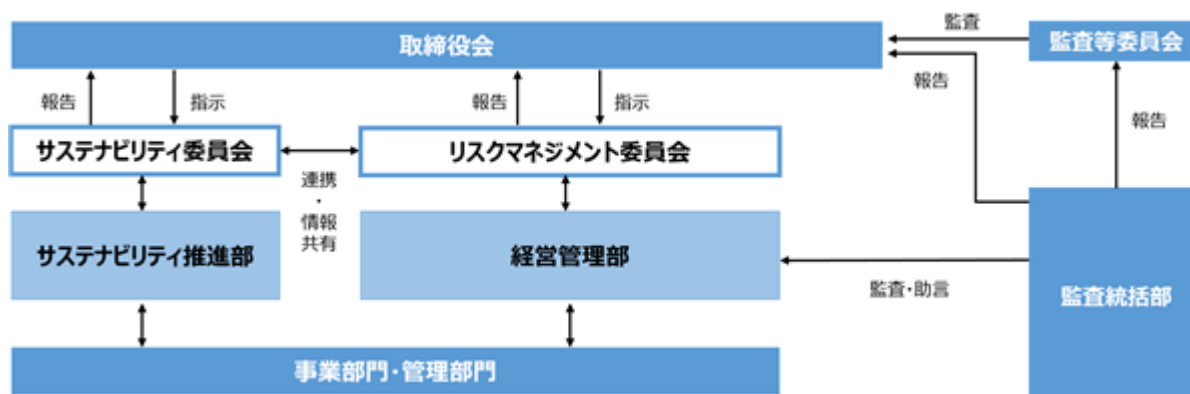 取締役会
監査
監査等委員会
報告
指示
報告
指示
報告
報告
サステナビリティ委員会
リスクマネジメント委員会
連携
・
情報
共有
サステナビリティ推進部
経営管理部
監査・助言
監査統括部
事業部門・管理部門